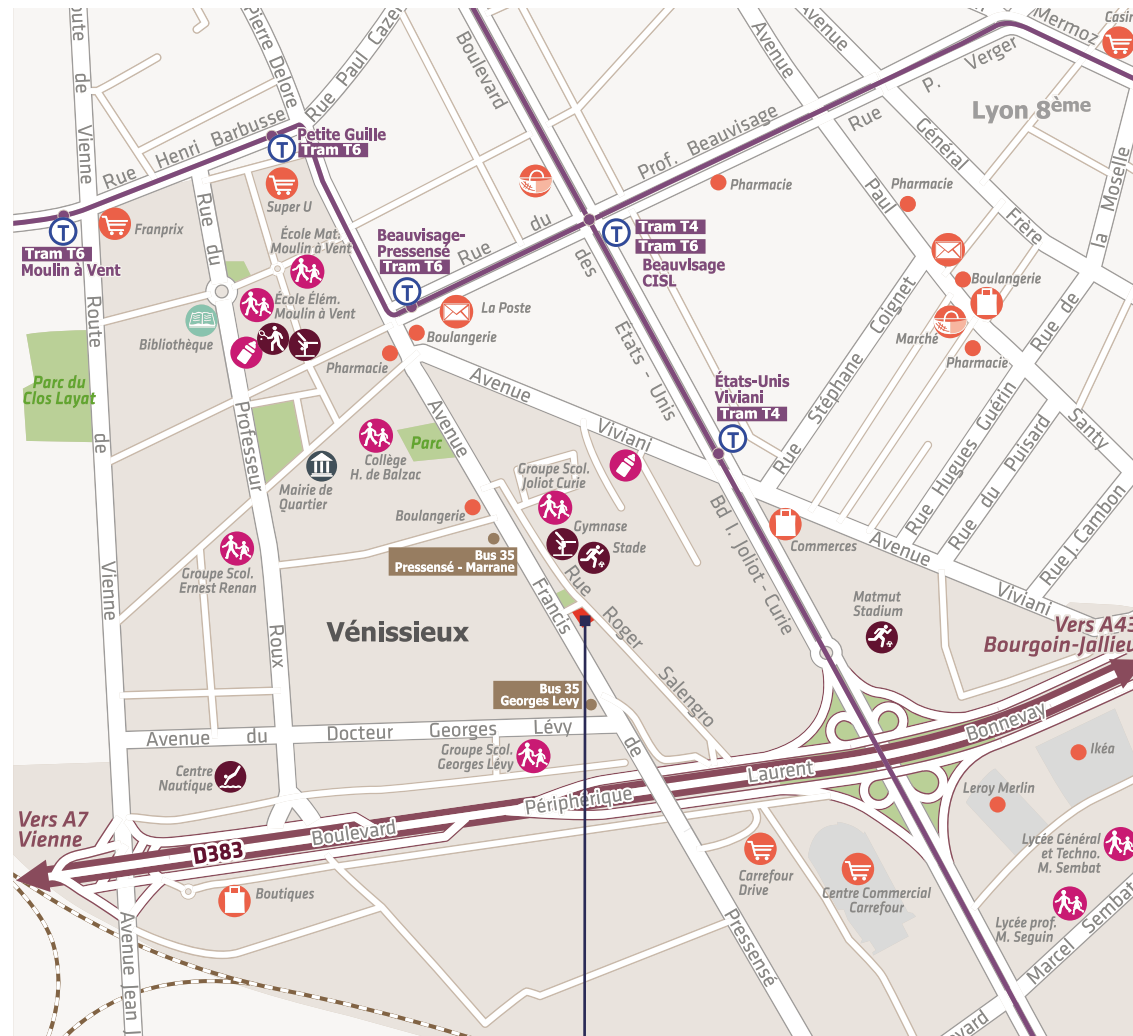 Route
de
Vienne
Pierre Delore
Rue Paul Caze
Boulevard
Avenue
Avenue
Mermoz
Casin
P. Verger
Rue
Lyon 8ème
Rue Henri Barbusse
Petite Guille
T
Tram T6
Super U
Franprix
T
Tram T6
Moulin à Vent
Rue du
École Mat.
Moulin à Vent
École Élém.
Moulin à Vent
Bibliothèque
Beauvisage-
Pressensé
Tram T6
T
Rue du Prof. Beauvisage
La Poste
Boulangerie
Pharmacie
Pharmacie
Pharmacie
T
Tram T4
Tram T6
Beauvisage
CISL
Général
Frère
Paul
Santy
la Moselle
Rue de
Boulangerie
Marché
Pharmacie
Rue Stéphane Coignet
des
Etats - Unis
États-Unis
Viviani
Tram T4
T
Parc du
Clos Layat
Route
de
Vienne
Professeur
Roux
Avenue
Viviani
Avenue
Parc
Collège
H. de Balzac
Mairie de
Quartier
Groupe Scol.
Joliot Curie
Boulangerie
Gymnase
Stade
Bus 35
Pressensé - Marrane
Groupe Scol.
Ernest Renan
Rue Hugues Guérin
Rue du Puisard
Rue J. Cambon
Commerces
Avenue
Viviani
Bd I. Joliot - Curie
Matmut
Stadium
Vers A43
Bourgoin-Jallieu
Vénissieux
Francis
Rue Roger Salengro
Bus 35
Georges Levy
Avenue du Docteur Georges Lévy
Groupe Scol.
Georges Lévy
de
Pressensé
Centre
Nautique
Vers A7
Vienne
D383
Boulevard Périphérique Laurent Bonnevay
Boutiques
Carrefour
Drive
Centre Commercial
Carrefour
Ikéa
Leroy Merlin
Lycée Général
et Techno.
M. Sembat
Lycée prof.
M. Seguin
Marcel Sembat
Avenue Jean J